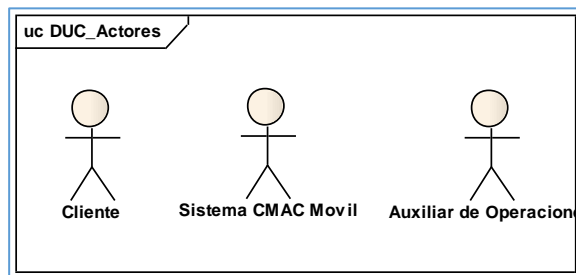 uc DUC_Actores
Cliente
Sistema CMAC Movil
Auxiliar de Operacione